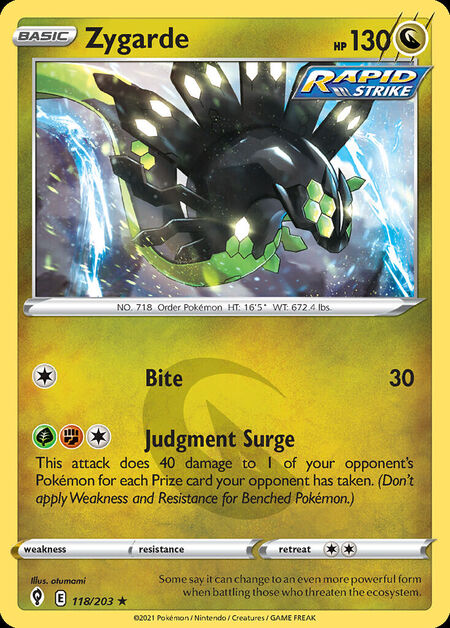 BASIC Zygarde HP 130
RAPID
STRIKE
NO. 718 Order Pokémon HT: 16'5" WT: 672.4 lbs.
Bite 30
Judgment Surge
This attack does 40 damage to 1 of your opponent's
Pokémon for each Prize card your opponent has taken. (Don't
apply Weakness and Resistance for Benched Pokémon.)
weakness resistance retreat
Illus. otumami
Some say it can change to an even more powerful form
when battling those who threaten the ecosystem.
E 118/203 ★
©2021 Pokémon / Nintendo / Creatures / GAME FREAK